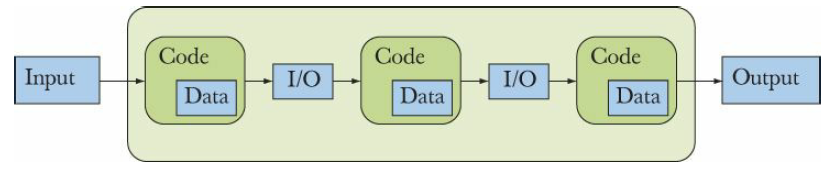 Input
Code
Data
I/O
Code
Data
I/O
Code
Data
Output